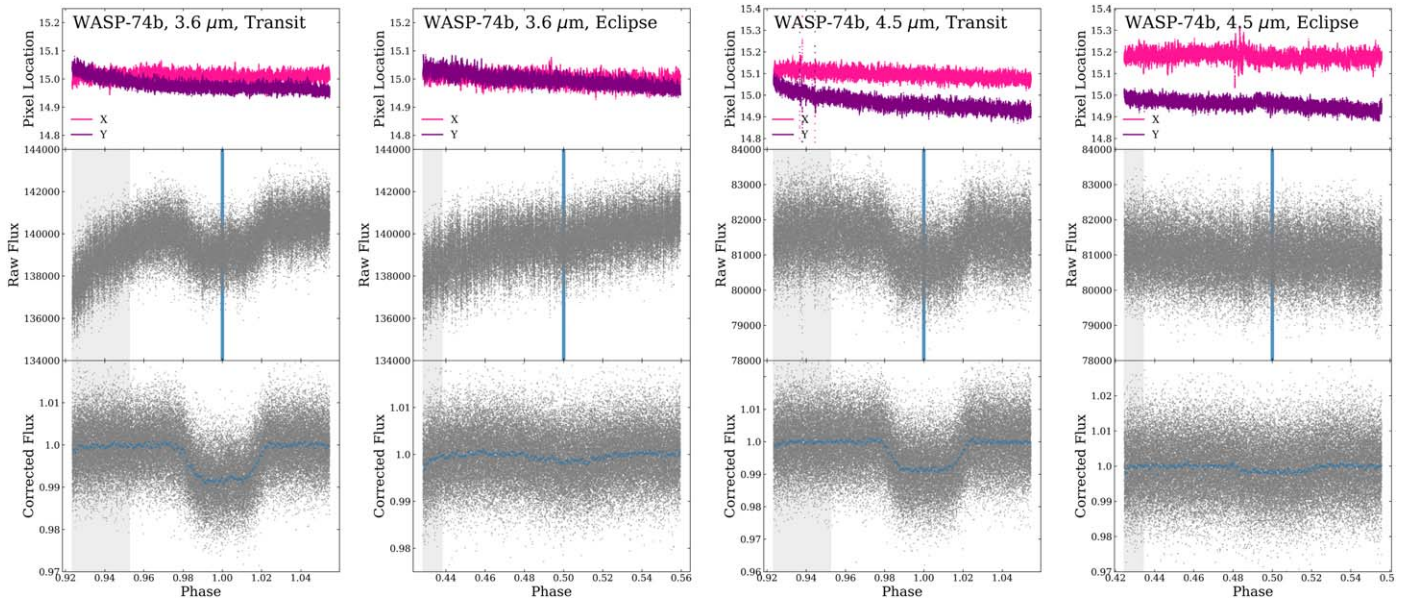 WASP-74b, 3.6 μm, Transit
15.2
15.1
15.0
14.9
14.8
Pixel Location
X
Y
144000
142000
140000
138000
136000
134000
Raw Flux
1.01
1.0
0.99
0.98
0.97
Corrected Flux
0.92 0.94 0.96 0.98 1.00 1.02 1.04
Phase
WASP-74b, 3.6 μm, Eclipse
15.2
15.1
15.0
14.9
14.8
Pixel Location
X
Y
144000
142000
140000
138000
136000
134000
Raw Flux
1.01
1.0
0.99
0.98
Corrected Flux
0.44 0.46 0.48 0.50 0.52 0.54 0.56
Phase
WASP-74b, 4.5 μm, Transit
15.3
15.2
15.1
15.0
14.9
14.8
Pixel Location
X
Y
84000
83000
82000
81000
80000
79000
78000
Raw Flux
1.02
1.01
1.0
0.99
0.98
0.97
0.96
Corrected Flux
0.92 0.94 0.96 0.98 1.00 1.02 1.04
Phase
WASP-74b, 4.5 μm, Eclipse
15.3
15.2
15.1
15.0
14.9
14.8
Pixel Location
X
Y
84000
83000
82000
81000
80000
79000
78000
Raw Flux
1.02
1.01
1.0
0.99
0.98
0.97
Corrected Flux
0.42 0.44 0.46 0.48 0.50 0.52 0.54 0.5
Phase